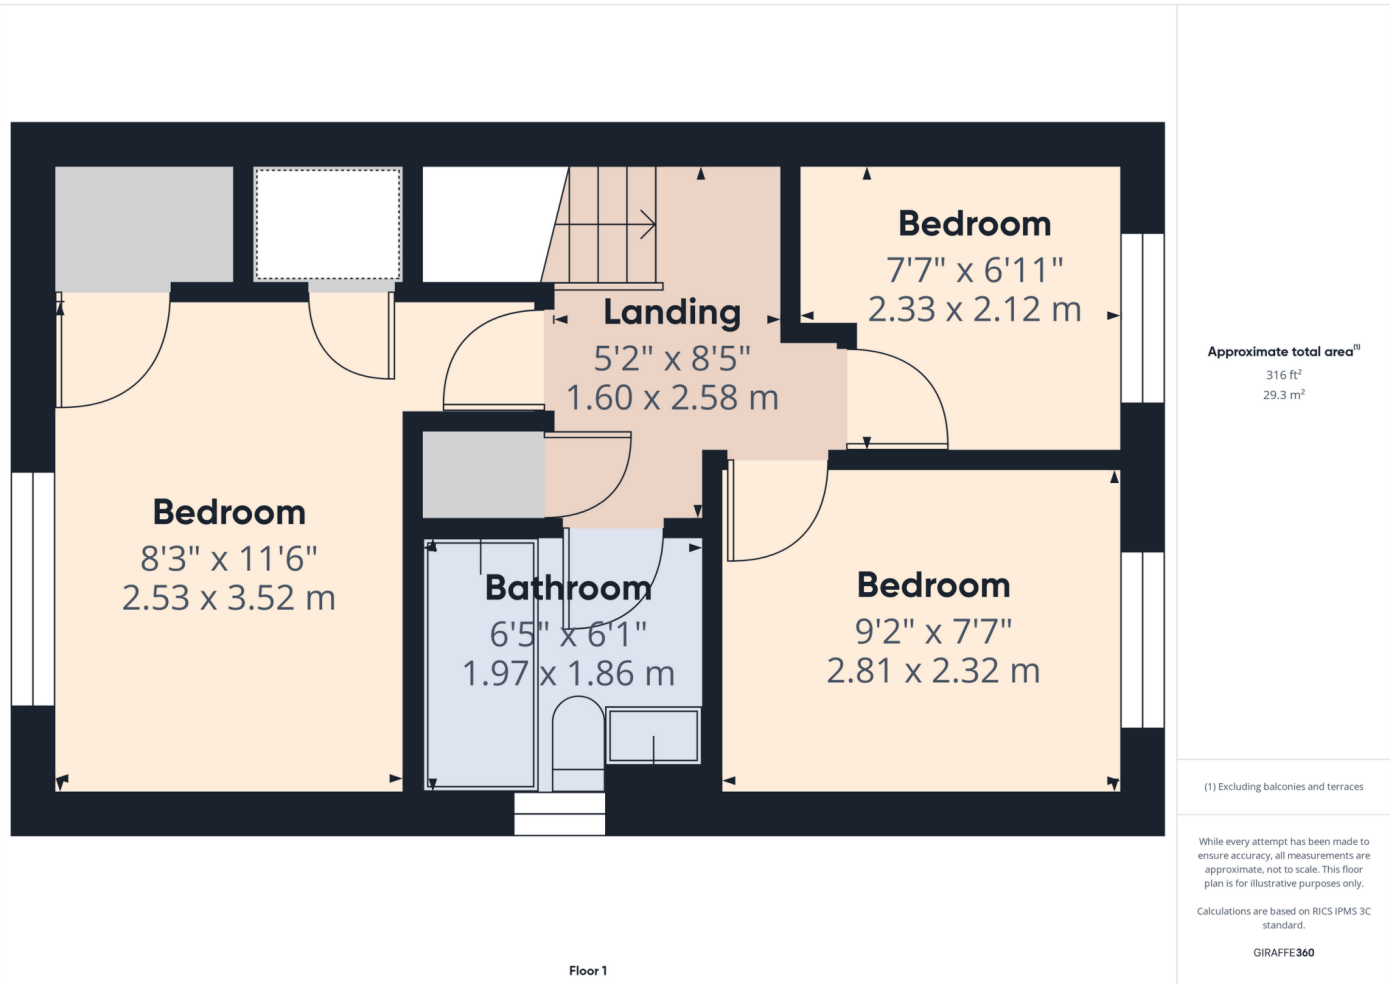 Bedroom
7'7" x 6'11"
2.33 x 2.12 m
Landing
5'2" x 8'5"
1.60 x 2.58 m
Bedroom
8'3" x 11'6"
2.53 x 3.52 m
Bathroom
6'5" x 6'1"
1.97 x 1.86 m
Bedroom
9'2" x 7'7"
2.81 x 2.32 m
Floor 1
Approximate total area(1)
316 ft²
29.3 m²
(1) Excluding balconies and terraces
While every attempt has been made to
ensure accuracy, all measurements are
approximate, not to scale. This floor
plan is for illustrative purposes only.
Calculations are based on RICS IPMS 3C
standard.
GIRAFFE360